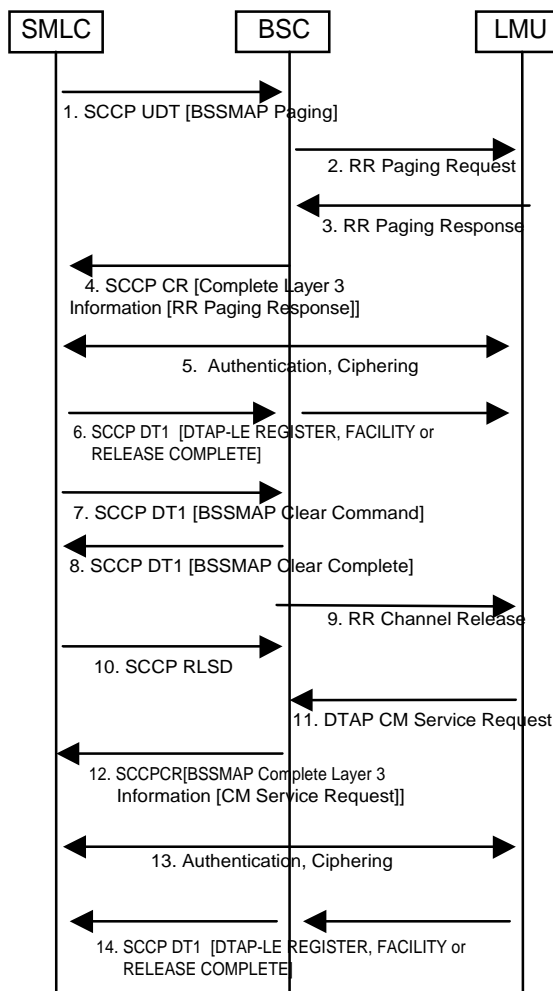 SMLC BSC LMU
1. SCCP UDT [BSSMAP Paging]
2. RR Paging Request
3. RR Paging Response
4. SCCP CR [Complete Layer 3
Information [RR Paging Response]]
5. Authentication, Ciphering
6. SCCP DT1 [DTAP-LE REGISTER, FACILITY or
RELEASE COMPLETE]
7. SCCP DT1 [BSSMAP Clear Command]
8. SCCP DT1 [BSSMAP Clear Complete]
9. RR Channel Release
10. SCCP RLSD
11. DTAP CM Service Request
12. SCCPCR[BSSMAP Complete Layer 3
Information [CM Service Request]]
13. Authentication, Ciphering
14. SCCP DT1 [DTAP-LE REGISTER, FACILITY or
RELEASE COMPLETE]